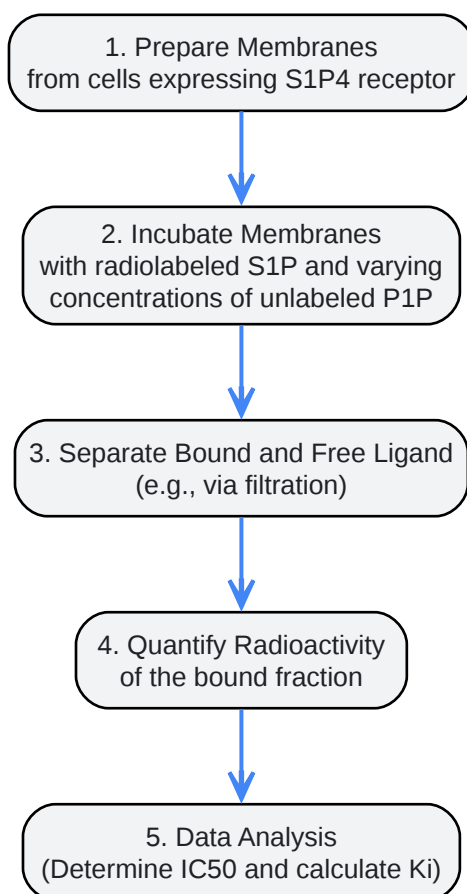 1. Prepare Membranes
from cells expressing S1P4 receptor
2. Incubate Membranes
with radiolabeled S1P and varying
concentrations of unlabeled P1P
3. Separate Bound and Free Ligand
(e.g., via filtration)
4. Quantify Radioactivity
of the bound fraction
5. Data Analysis
(Determine IC50 and calculate Ki)